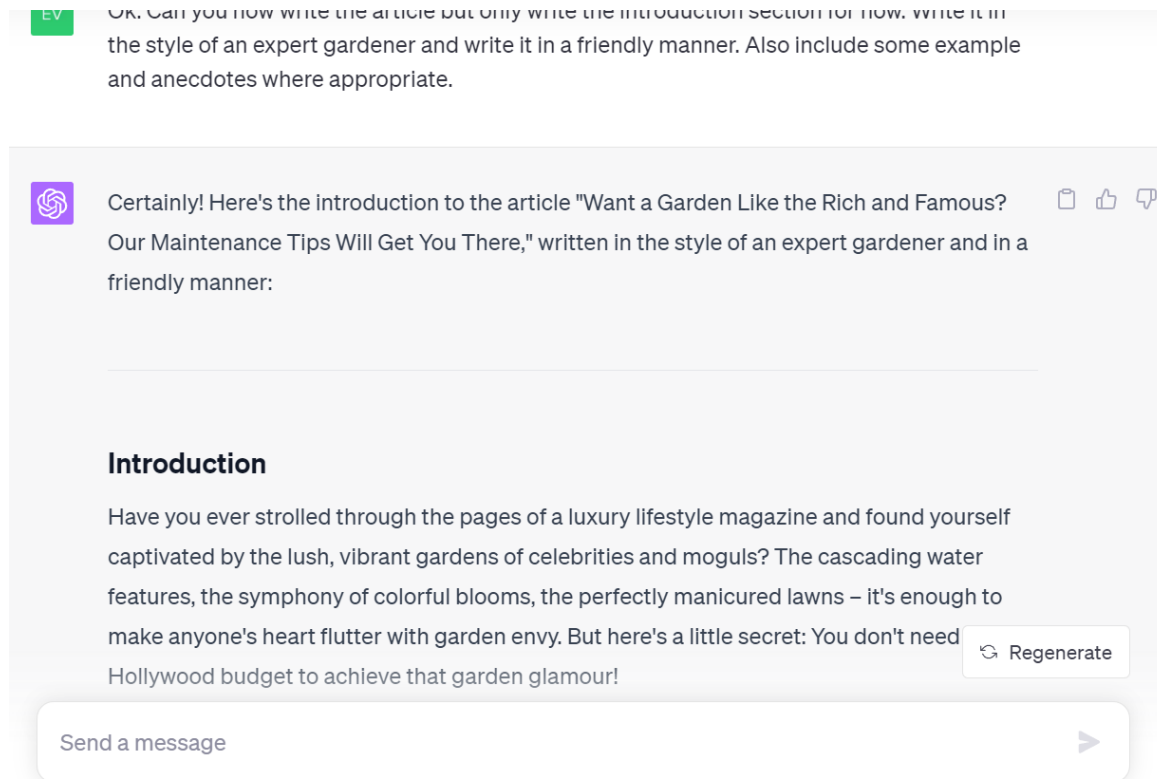 EV
Ok. Can you now write the article but only write the introduction section for now. Write it in
the style of an expert gardener and write it in a friendly manner. Also include some example
and anecdotes where appropriate.
Certainly! Here's the introduction to the article "Want a Garden Like the Rich and Famous?
Our Maintenance Tips Will Get You There," written in the style of an expert gardener and in a
friendly manner:
Introduction
Have you ever strolled through the pages of a luxury lifestyle magazine and found yourself
captivated by the lush, vibrant gardens of celebrities and moguls? The cascading water
features, the symphony of colorful blooms, the perfectly manicured lawns – it's enough to
make anyone's heart flutter with garden envy. But here's a little secret: You don't need
Hollywood budget to achieve that garden glamour!
Regenerate
Send a message